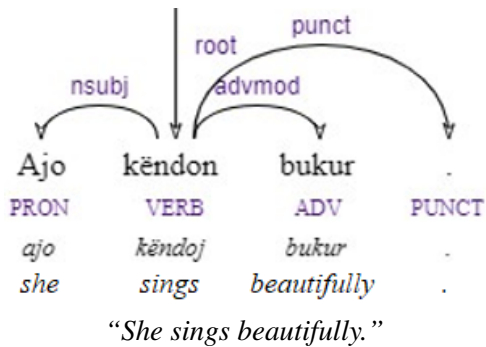 punct
root
nsubj advmod
Ajo këndon bukur .
PRON VERB ADV PUNCT
ajo këndoj bukur .
she sings beautifully .
“She sings beautifully.”